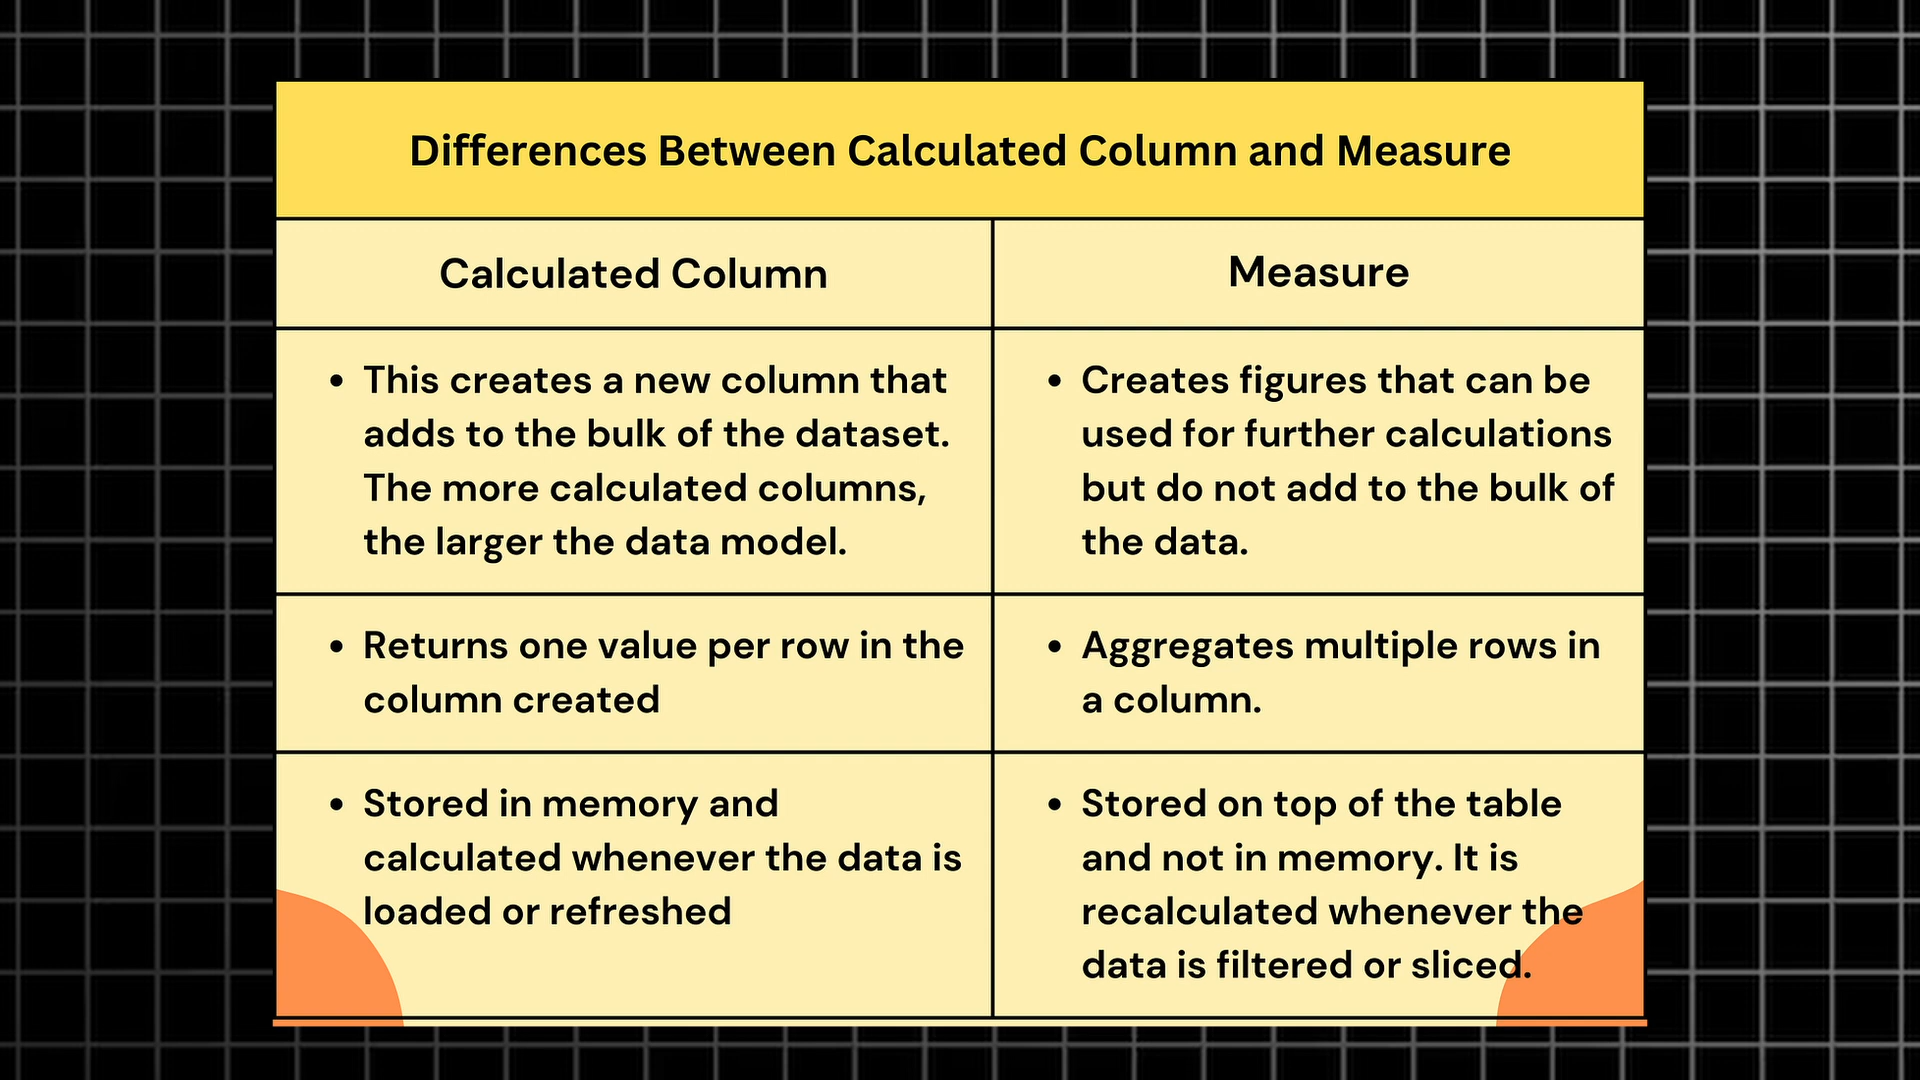 Differences Between Calculated Column and Measure
Calculated Column
Measure
• This creates a new column that
adds to the bulk of the dataset.
The more calculated columns,
the larger the data model.
• Creates figures that can be
used for further calculations
but do not add to the bulk of
the data.
• Returns one value per row in the
column created
• Aggregates multiple rows in
a column.
• Stored in memory and
calculated whenever the data is
loaded or refreshed
• Stored on top of the table
and not in memory. It is
recalculated whenever the
data is filtered or sliced.